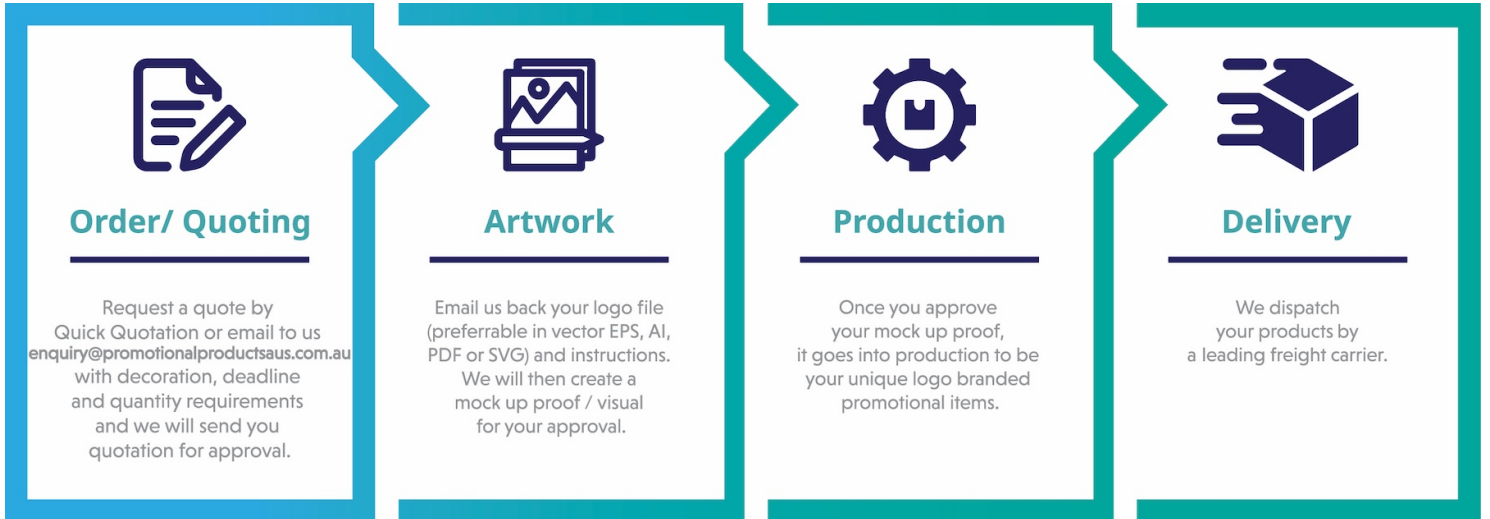 Order/ Quoting
Request a quote by
Quick Quotation or email to us
enquiry@promotionalproductsaus.com.au
with decoration, deadline
and quantity requirements
and we will send you
quotation for approval.
Artwork
Email us back your logo file
(preferrable in vector EPS, AI,
PDF or SVG) and instructions.
We will then create a
mock up proof / visual
for your approval.
Production
Once you approve
your mock up proof,
it goes into production to be
your unique logo branded
promotional items.
Delivery
We dispatch
your products by
a leading freight carrier.